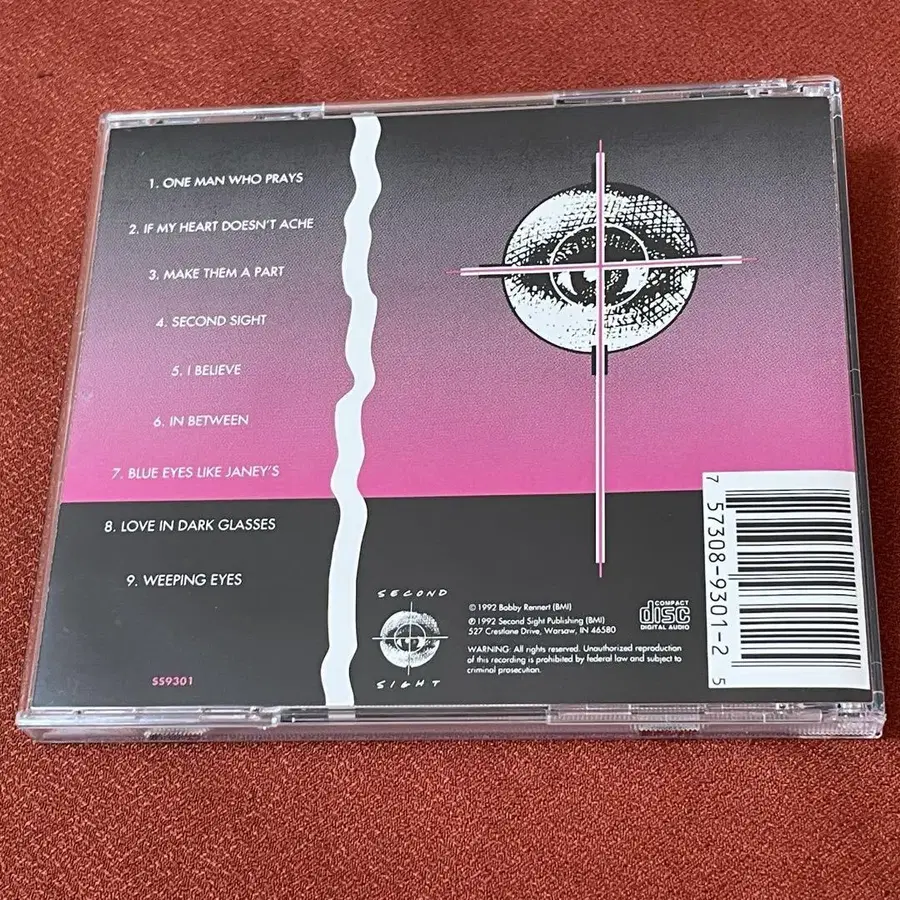 1. ONE MAN WHO PRAYS
2. IF MY HEART DOESN'T ACHE
3. MAKE THEM A PART
4. SECOND SIGHT
5. I BELIEVE
6. IN BETWEEN
7. BLUE EYES LIKE JANEY'S
8. LOVE IN DARK GLASSES
9. WEEPING EYES
SS9301
SECOND
SIGHT
© 1992 Bobby Rennert (BMI)
℗ 1992 Second Sight Publishing (BMI)
527 Crestlane Drive, Warsaw, IN 46580
WARNING: All rights reserved. Unauthorized reproduction
of this recording is prohibited by federal law and subject to
criminal prosecution.
COMPACT
disc
DIGITAL AUDIO
7 57308-9301-2 5